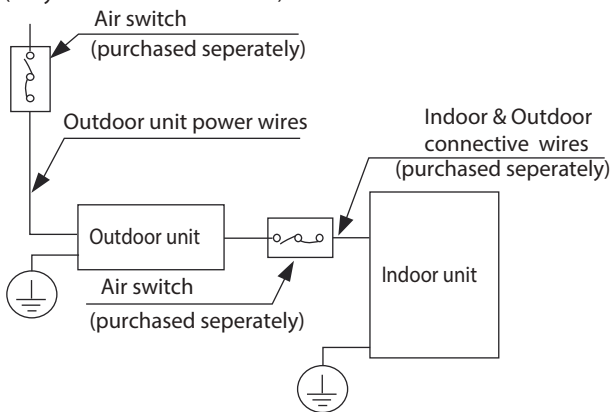 Air switch
(purchased seperately)
Outdoor unit power wires
Indoor & Outdoor
connective wires
(purchased seperately)
Outdoor unit
Indoor unit
Air switch
(purchased seperately)